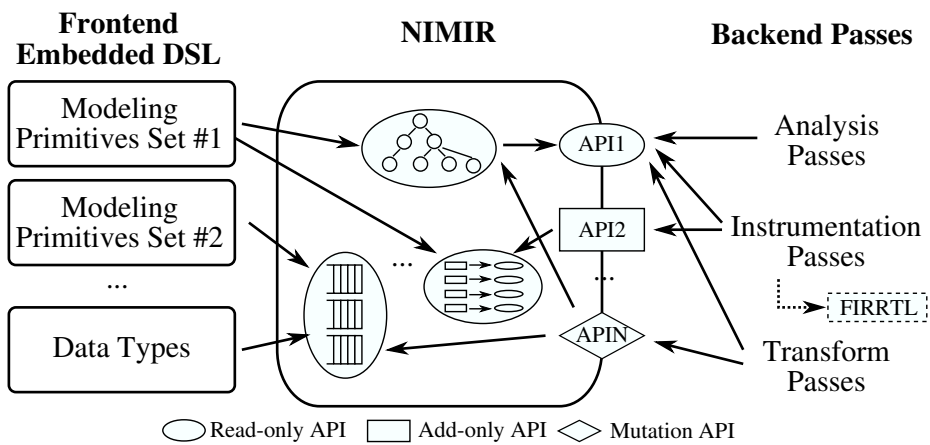 Frontend
Embedded DSL
NIMIR
Backend Passes
Modeling
Primitives Set #1
Modeling
Primitives Set #2
...
Data Types
...
API1
API2
...
APIN
Analysis
Passes
Instrumentation
Passes
FIRRTL
Transform
Passes
Read-only API
Add-only API
Mutation API